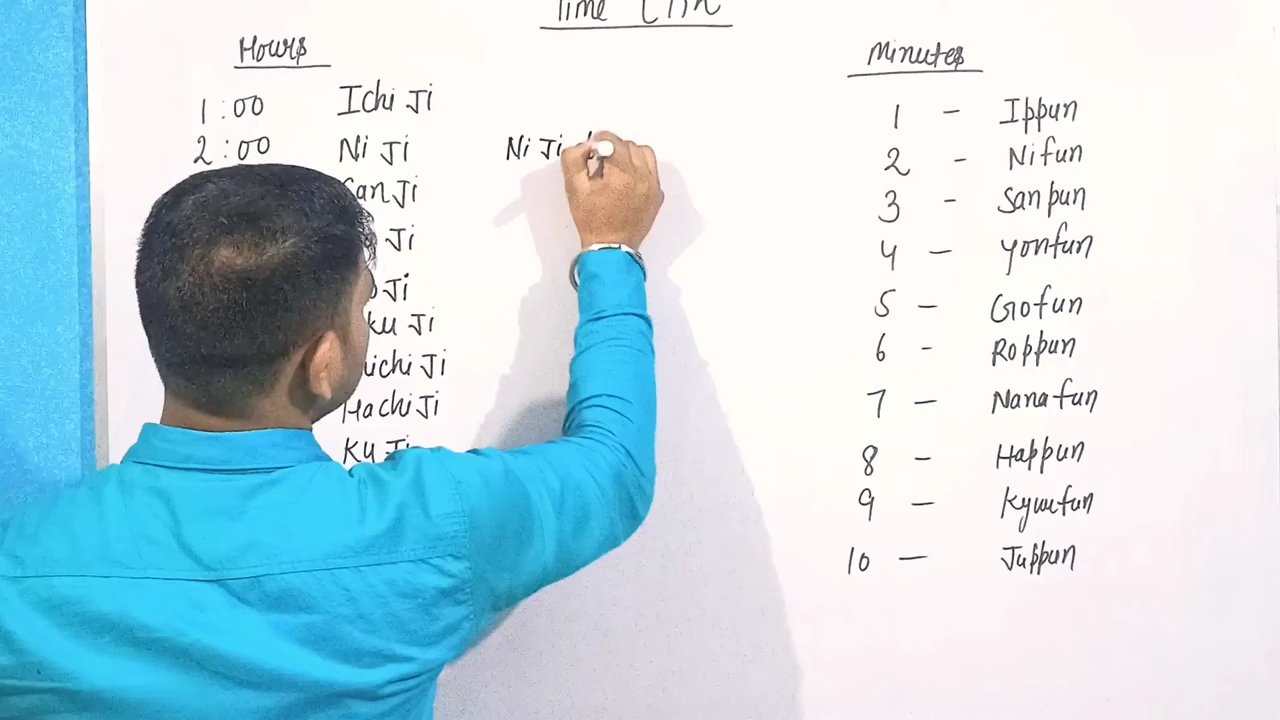 Time
Hours
1:00 Ichi Ji
2:00 Ni Ji
San Ji
Ji
Ji
Ji
Ji
Hachi Ji
Ku Ji
Ni Ji
Minutes
1 - Ippun
2 - Nifun
3 - Sanpun
4 - Yonfun
5 - Gofun
6 - Roppun
7 - Nanafun
8 - Happun
9 - Kyuufun
10 - Juppun